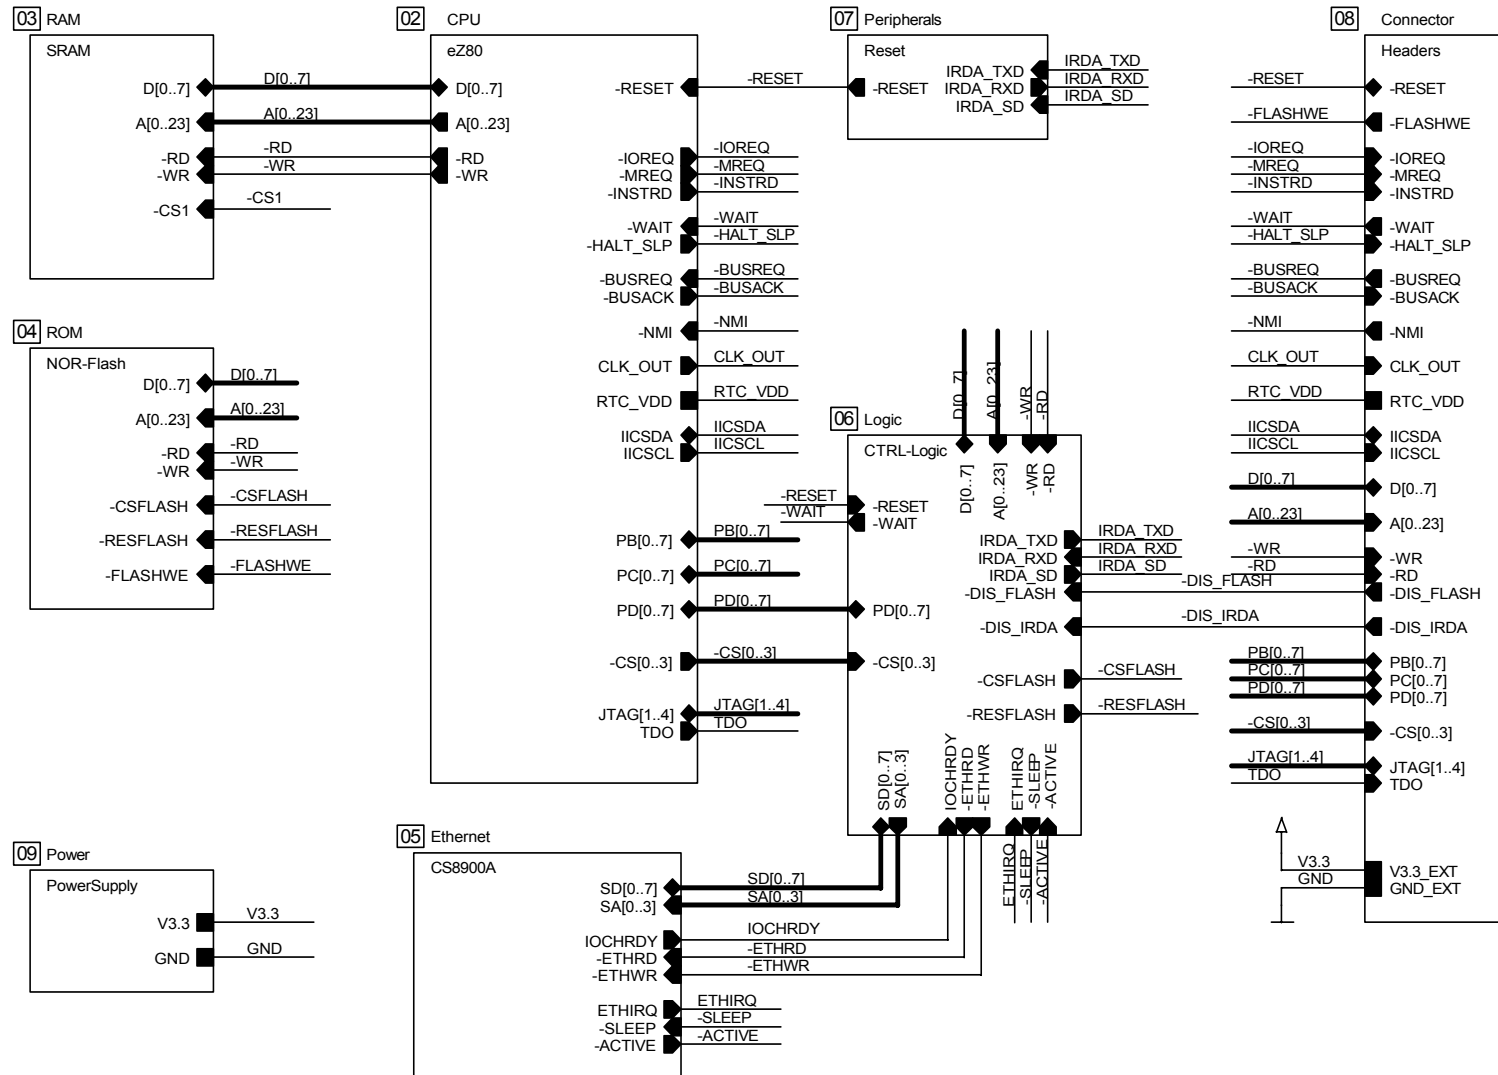 03 RAM
SRAM
D[0..7] D[0..7]
A[0..23] A[0..23]
-RD -RD
-WR -WR
-CS1 -CS1
04 ROM
NOR-Flash
D[0..7] D[0..7]
A[0..23] A[0..23]
-RD -RD
-WR -WR
-CSFLASH -CSFLASH
-RESFLASH -RESFLASH
-FLASHWE -FLASHWE
09 Power
PowerSupply
V3.3 V3.3
GND GND
02 CPU
eZ80
D[0..7]
A[0..23]
-RD
-WR
-RESET -RESET
-IOREQ -IOREQ
-MREQ -MREQ
-INSTRD -INSTRD
-WAIT -WAIT
-HALT_SLP -HALT_SLP
-BUSREQ -BUSREQ
-BUSACK -BUSACK
-NMI -NMI
CLK_OUT CLK_OUT
RTC_VDD RTC_VDD
IICSDA IICSDA
IICSCL IICSCL
PB[0..7] PB[0..7]
PC[0..7] PC[0..7]
PD[0..7] PD[0..7]
-CS[0..3] -CS[0..3]
JTAG[1..4] JTAG[1..4]
TDO TDO
05 Ethernet
CS8900A
SD[0..7] SD[0..7]
SA[0..3] SA[0..3]
IOCHRDY IOCHRDY
-ETHRD -ETHRD
-ETHWR -ETHWR
ETHIRQ ETHIRQ
-SLEEP -SLEEP
-ACTIVE -ACTIVE
07 Peripherals
Reset
-RESET
IRDA_TXD IRDA_TXD
IRDA_RXD IRDA_RXD
IRDA_SD IRDA_SD
06 Logic
CTRL-Logic
D[0..7] D[0..7]
A[0..23] A[0..23]
-WR -WR
-RD -RD
-RESET -RESET
-WAIT -WAIT
PD[0..7]
-CS[0..3]
IRDA_TXD IRDA_TXD
IRDA_RXD IRDA_RXD
IRDA_SD IRDA_SD
-DIS_FLASH -DIS_FLASH
-DIS_IRDA -DIS_IRDA
-CSFLASH -CSFLASH
-RESFLASH -RESFLASH
SD[0..7]
SA[0..3]
IOCHRDY
-ETHRD
-ETHWR
ETHIRQ ETHIRQ
-SLEEP -SLEEP
-ACTIVE -ACTIVE
08 Connector
Headers
-RESET -RESET
-FLASHWE -FLASHWE
-IOREQ -IOREQ
-MREQ -MREQ
-INSTRD -INSTRD
-WAIT -WAIT
-HALT_SLP -HALT_SLP
-BUSREQ -BUSREQ
-BUSACK -BUSACK
-NMI -NMI
CLK_OUT CLK_OUT
RTC_VDD RTC_VDD
IICSDA IICSDA
IICSCL IICSCL
D[0..7] D[0..7]
A[0..23] A[0..23]
-WR -WR
-RD -RD
-DIS_FLASH
-DIS_IRDA
PB[0..7] PB[0..7]
PC[0..7] PC[0..7]
PD[0..7] PD[0..7]
-CS[0..3] -CS[0..3]
JTAG[1..4] JTAG[1..4]
TDO TDO
V3.3 V3.3_EXT
GND GND_EXT